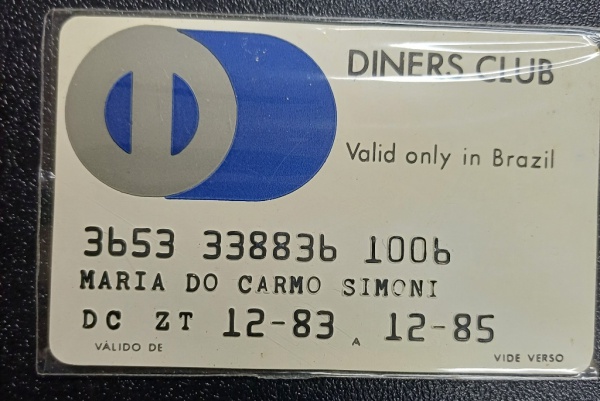 DINERS CLUB
Valid only in Brazil
3653 338836 1006
MARIA DO CARMO SIMONI
DC ZT 12-83 A 12-85
VÁLIDO DE
VIDE VERSO